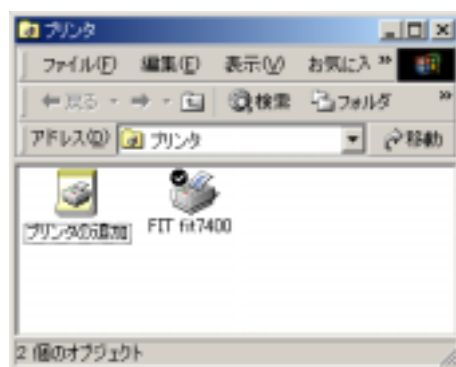 プリンタ
ファイル(F) 編集(E) 表示(V) お気に入 »
戻る 検索 フォルダ »
アドレス(D) プリンタ 移動
プリンタの追加 FIT fit7400
2 個のオブジェクト